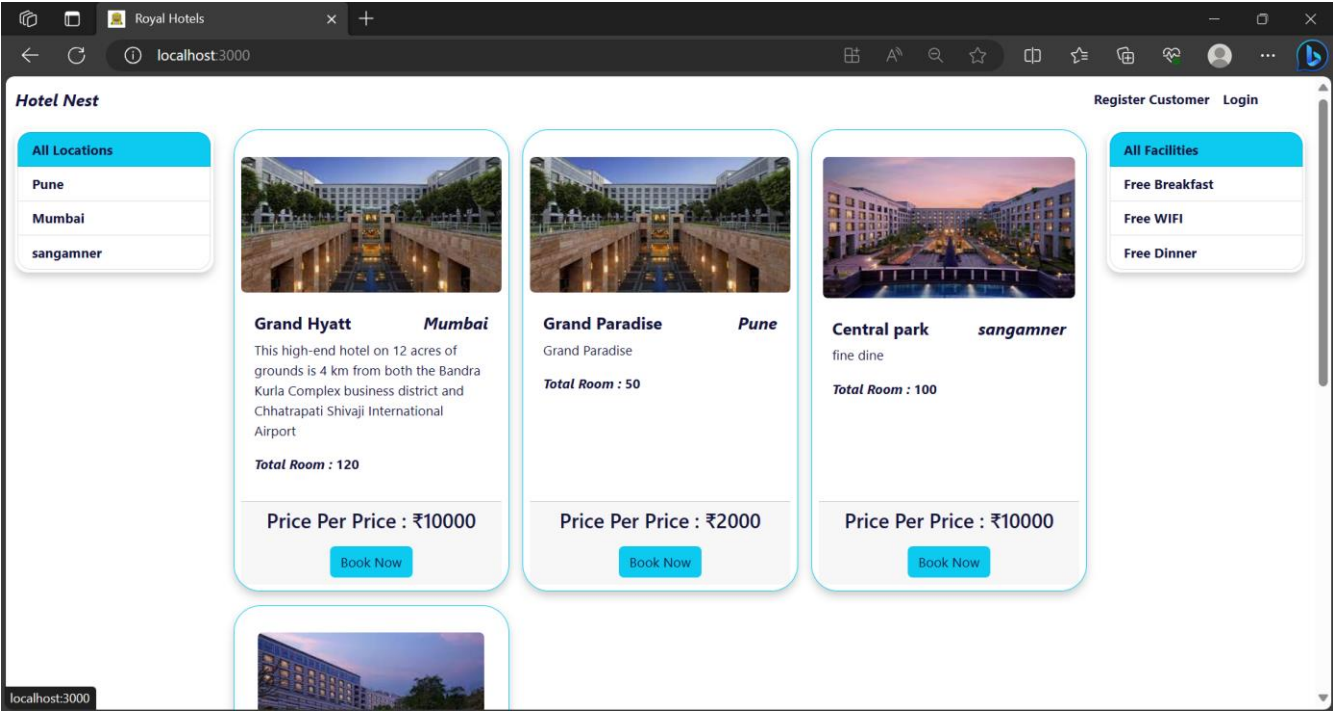 Royal Hotels
localhost:3000
Hotel Nest
Register Customer Login
All Locations
Pune
Mumbai
sangamner
Grand Hyatt Mumbai
This high-end hotel on 12 acres of
grounds is 4 km from both the Bandra
Kurla Complex business district and
Chhatrapati Shivaji International
Airport
Total Room : 120
Price Per Price : ₹10000
Book Now
Grand Paradise Pune
Grand Paradise
Total Room : 50
Price Per Price : ₹2000
Book Now
Central park sangamner
fine dine
Total Room : 100
Price Per Price : ₹10000
Book Now
All Facilities
Free Breakfast
Free WIFI
Free Dinner
localhost:3000